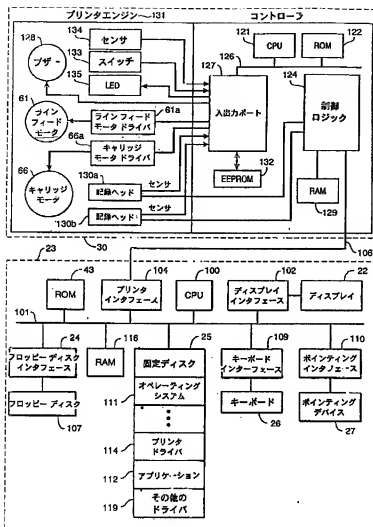 プリンタエンジン 131
コントローラ
134
センサ
128
ブザー
133
スイッチ
135
LED
127
126
121
CPU
ROM
122
124
入出力ポート
制御
ロジック
61
ライン
フィード
モータ
61a
ライン フィード
モータ ドライバ
66a
キャリッジ
モータ ドライバ
66
キャリッジ
モータ
130a
センサ
記録ヘッド
センサ
記録ヘッド
130b
EEPROM
132
RAM
129
30
106
23
43
ROM
104
プリンタ
インタフェース
100
CPU
102
ディスプレイ
インタフェース
22
ディスプレイ
101
24
フロッピー ディスク
インタフェース
フロッピー ディスク
107
116
RAM
25
固定ディスク
111
オペレーティング
システム
114
プリンタ
ドライバ
112
アプリケーション
119
その他の
ドライバ
109
キーボード
インターフェース
キーボード
26
110
ポインティング
インタフェース
ポインティング
デバイス
27